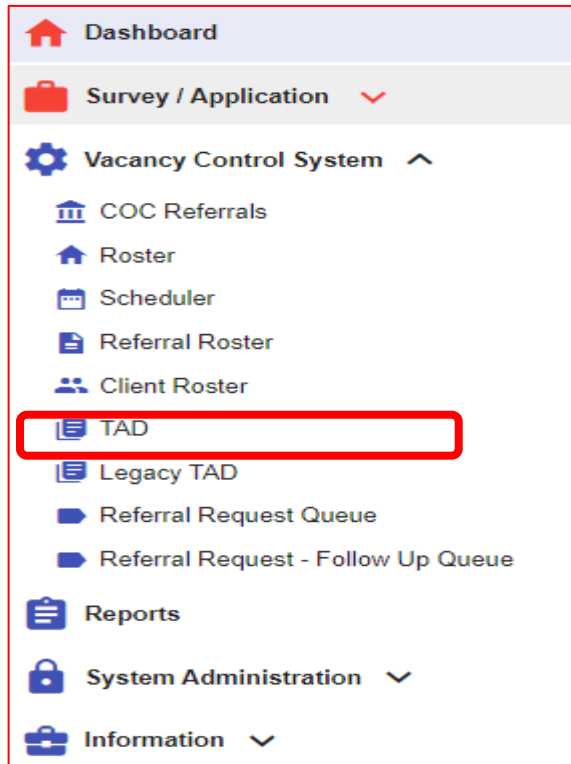 Dashboard
Survey / Application
Vacancy Control System
COC Referrals
Roster
Scheduler
Referral Roster
Client Roster
TAD
Legacy TAD
Referral Request Queue
Referral Request - Follow Up Queue
Reports
System Administration
Information